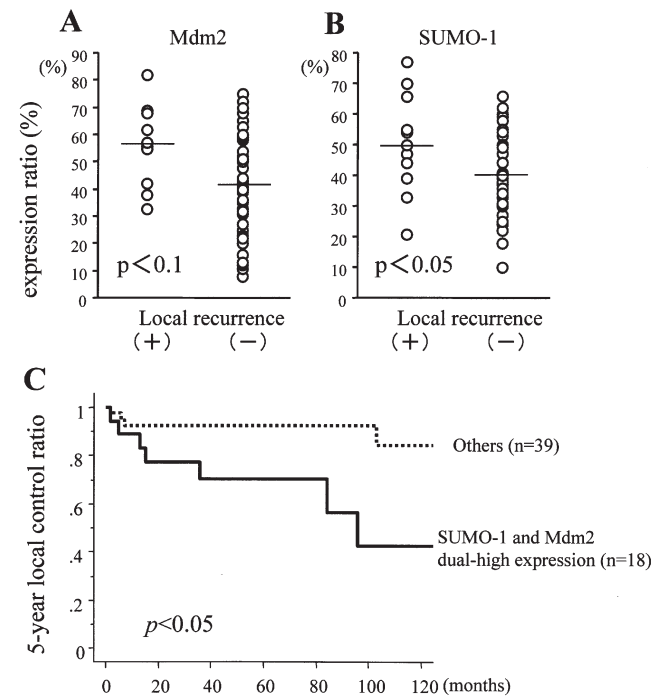 A
Mdm2
(%)
90
80
70
60
50
40
30
20
10
0
expression ratio (%)
p<0.1
Local recurrence
(+) (−)
B
SUMO-1
(%)
80
70
60
50
40
30
20
10
0
p<0.05
Local recurrence
(+) (−)
C
5-year local control ratio
1
.8
.6
.4
.2
0
Others (n=39)
SUMO-1 and Mdm2
dual-high expression (n=18)
p<0.05
0 20 40 60 80 100 120 (months)